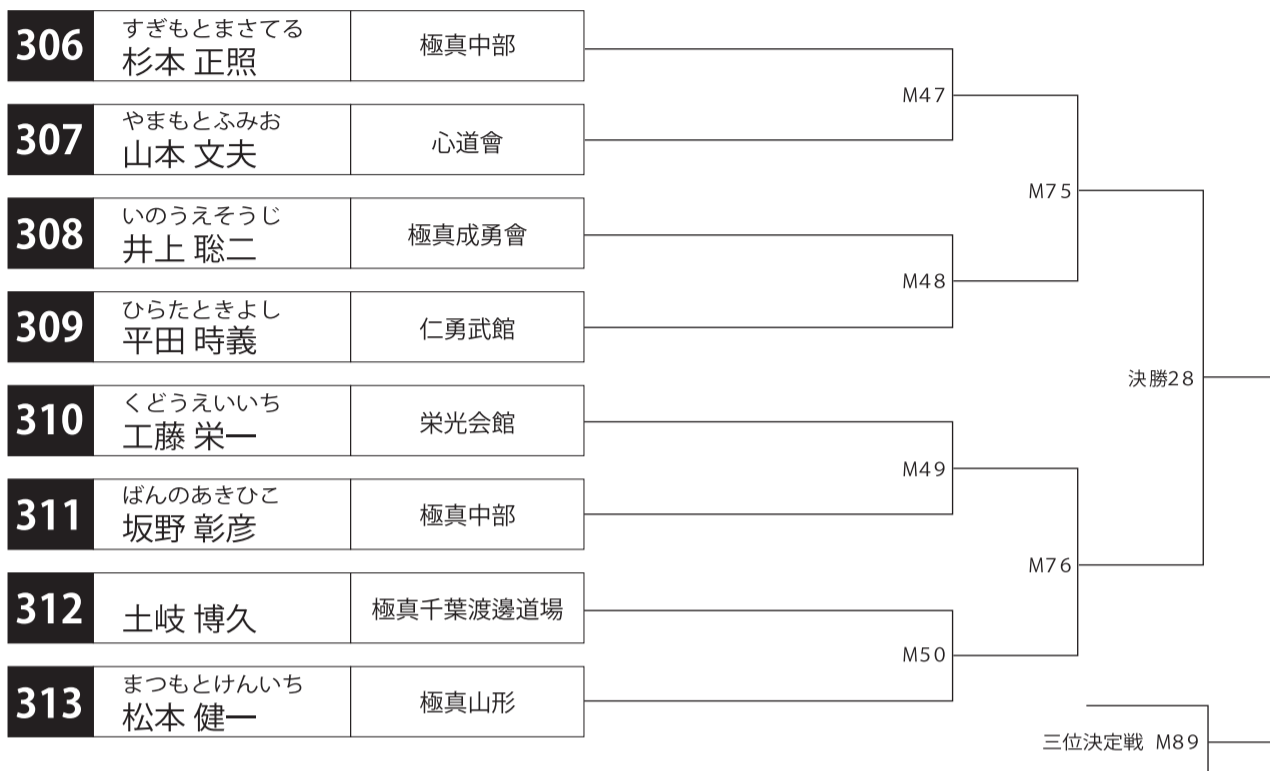 306 すぎもとまさてる
杉本 正照 極真中部
307 やまもとふみお
山本 文夫 心道會
308 いのうえそうじ
井上 聡二 極真成勇會
309 ひらたときよし
平田 時義 仁勇武館
310 くどうえいいち
工藤 栄一 栄光会館
311 ばんのあきひこ
坂野 彰彦 極真中部
312 土岐 博久 極真千葉渡邊道場
313 まつもとけんいち
松本 健一 極真山形
M47
M48
M49
M50
M75
M76
決勝28
三位決定戦 M89